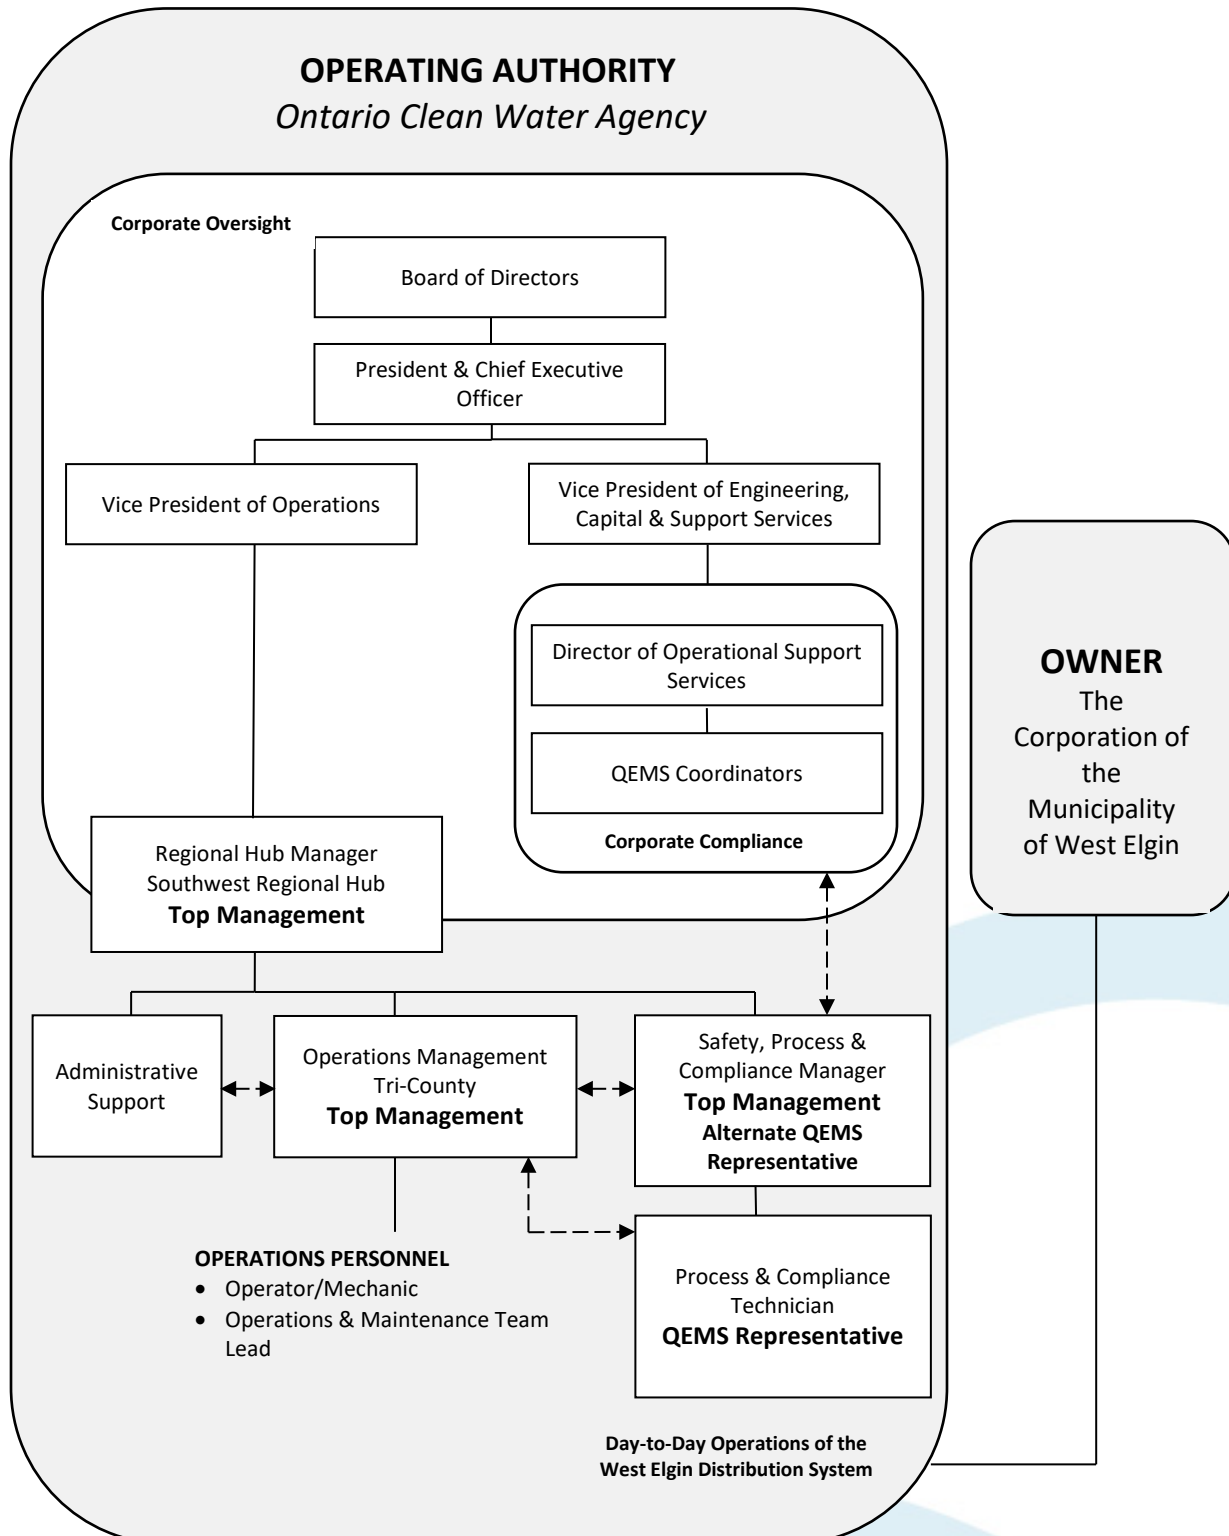 OPERATING AUTHORITY
Ontario Clean Water Agency
Corporate Oversight
Board of Directors
President & Chief Executive
Officer
Vice President of Operations
Vice President of Engineering,
Capital & Support Services
Director of Operational Support
Services
QEMS Coordinators
Corporate Compliance
OWNER
The
Corporation of
the
Municipality
of West Elgin
Regional Hub Manager
Southwest Regional Hub
Top Management
Administrative
Support
Operations Management
Tri-County
Top Management
Safety, Process &
Compliance Manager
Top Management
Alternate QEMS
Representative
OPERATIONS PERSONNEL
• Operator/Mechanic
• Operations & Maintenance Team
Lead
Process & Compliance
Technician
QEMS Representative
Day-to-Day Operations of the
West Elgin Distribution System